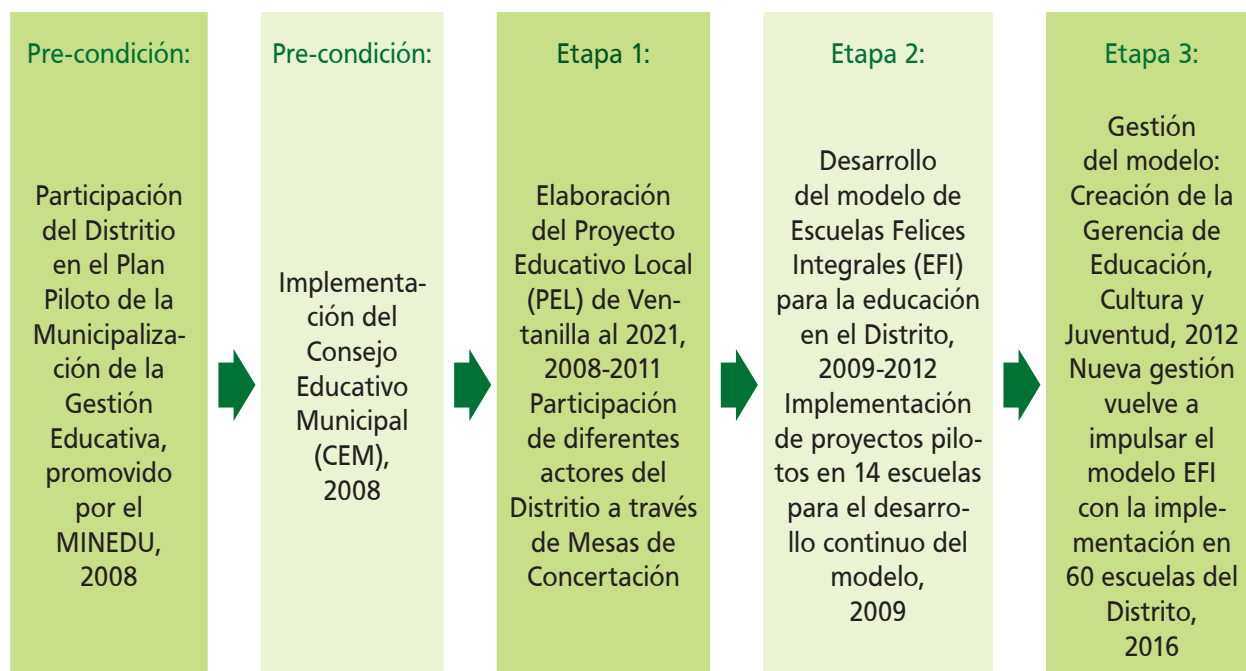 Pre-condición:
Participación
del Distritio
en el Plan
Piloto de la
Municipaliza-
ción de la
Gestión
Educativa,
promovido
por el
MINEDU,
2008
Pre-condición:
Implementa-
ción del
Consejo
Educativo
Municipal
(CEM),
2008
Etapa 1:
Elaboración
del Proyecto
Educativo Local
(PEL) de Ven-
tanilla al 2021,
2008-2011
Participación
de diferentes
actores del
Distritio a través
de Mesas de
Concertación
Etapa 2:
Desarrollo
del modelo de
Escuelas Felices
Integrales (EFI)
para la educación
en el Distrito,
2009-2012
Implementación
de proyectos pilo-
tos en 14 escuelas
para el desarro-
llo continuo del
modelo,
2009
Etapa 3:
Gestión
del modelo:
Creación de la
Gerencia de
Educación,
Cultura y
Juventud, 2012
Nueva gestión
vuelve a
impulsar el
modelo EFI
con la imple-
mentación en
60 escuelas del
Distrito,
2016